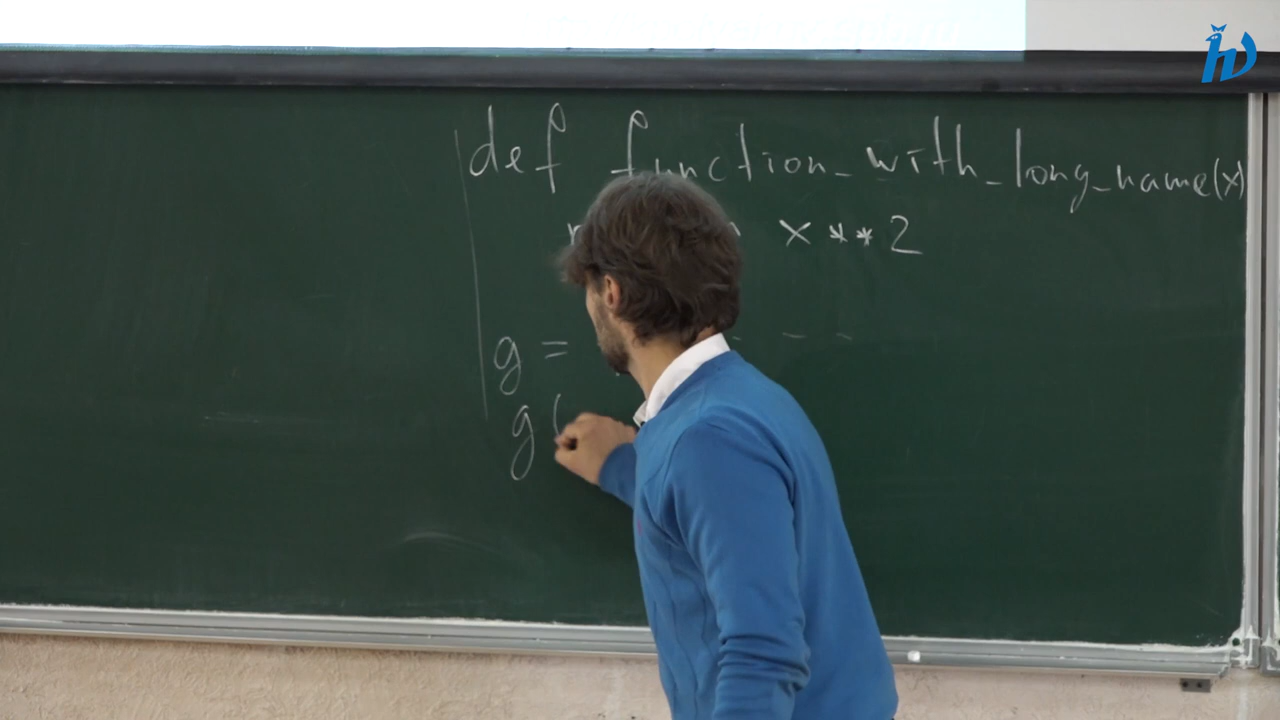 def function_with_long_name(x)
x**2
g =
g(